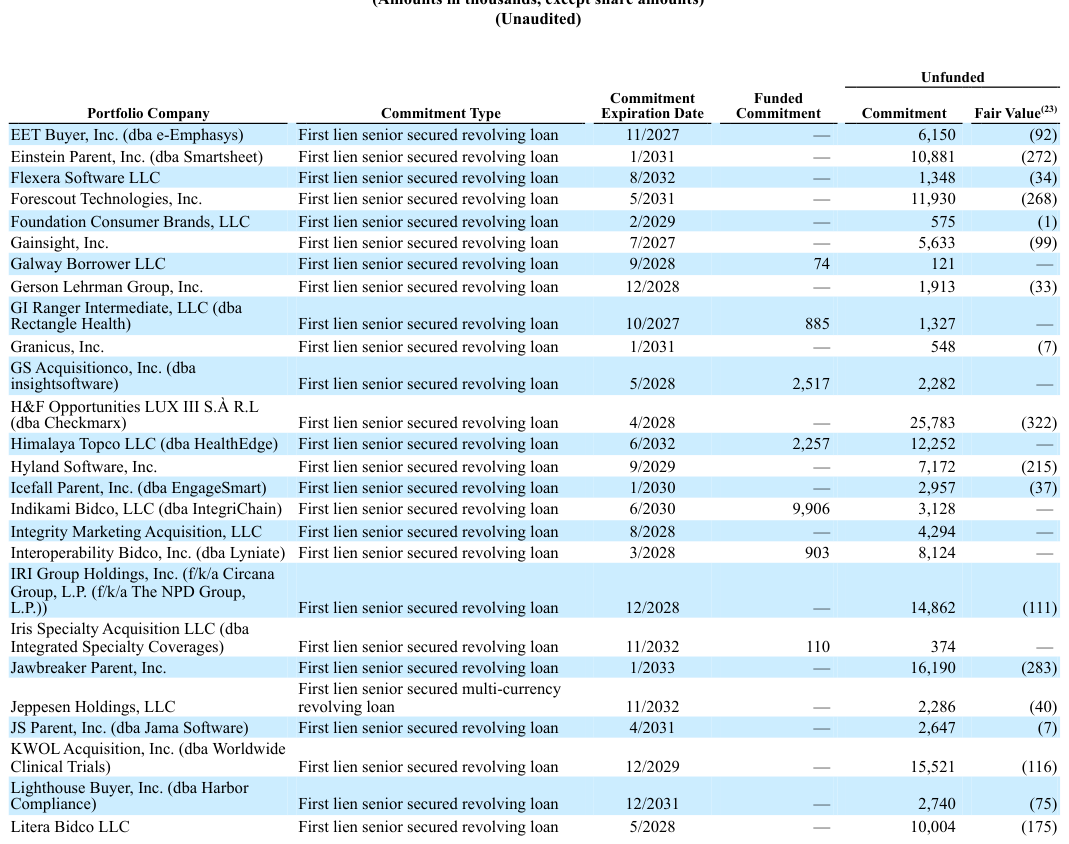 (Amounts in thousands, except share amounts)
(Unaudited)
Unfunded
Portfolio Company Commitment Type Commitment Expiration Date Funded Commitment Commitment Fair Value(23)
EET Buyer, Inc. (dba e-Emphasys) First lien senior secured revolving loan 11/2027 — 6,150 (92)
Einstein Parent, Inc. (dba Smartsheet) First lien senior secured revolving loan 1/2031 — 10,881 (272)
Flexera Software LLC First lien senior secured revolving loan 8/2032 — 1,348 (34)
Forescout Technologies, Inc. First lien senior secured revolving loan 5/2031 — 11,930 (268)
Foundation Consumer Brands, LLC First lien senior secured revolving loan 2/2029 — 575 (1)
Gainsight, Inc. First lien senior secured revolving loan 7/2027 — 5,633 (99)
Galway Borrower LLC First lien senior secured revolving loan 9/2028 74 121 —
Gerson Lehrman Group, Inc. First lien senior secured revolving loan 12/2028 — 1,913 (33)
GI Ranger Intermediate, LLC (dba
Rectangle Health) First lien senior secured revolving loan 10/2027 885 1,327 —
Granicus, Inc. First lien senior secured revolving loan 1/2031 — 548 (7)
GS Acquisitionco, Inc. (dba
insightsoftware) First lien senior secured revolving loan 5/2028 2,517 2,282 —
H&F Opportunities LUX III S.À R.L
(dba Checkmarx) First lien senior secured revolving loan 4/2028 — 25,783 (322)
Himalaya Topco LLC (dba HealthEdge) First lien senior secured revolving loan 6/2032 2,257 12,252 —
Hyland Software, Inc. First lien senior secured revolving loan 9/2029 — 7,172 (215)
Icefall Parent, Inc. (dba EngageSmart) First lien senior secured revolving loan 1/2030 — 2,957 (37)
Indikami Bidco, LLC (dba IntegriChain) First lien senior secured revolving loan 6/2030 9,906 3,128 —
Integrity Marketing Acquisition, LLC First lien senior secured revolving loan 8/2028 — 4,294 —
Interoperability Bidco, Inc. (dba Lyniate) First lien senior secured revolving loan 3/2028 903 8,124 —
IRI Group Holdings, Inc. (f/k/a Circana
Group, L.P. (f/k/a The NPD Group,
L.P.)) First lien senior secured revolving loan 12/2028 — 14,862 (111)
Iris Specialty Acquisition LLC (dba
Integrated Specialty Coverages) First lien senior secured revolving loan 11/2032 110 374 —
Jawbreaker Parent, Inc. First lien senior secured revolving loan 1/2033 — 16,190 (283)
First lien senior secured multi-currency
Jeppesen Holdings, LLC revolving loan 11/2032 — 2,286 (40)
JS Parent, Inc. (dba Jama Software) First lien senior secured revolving loan 4/2031 — 2,647 (7)
KWOL Acquisition, Inc. (dba Worldwide
Clinical Trials) First lien senior secured revolving loan 12/2029 — 15,521 (116)
Lighthouse Buyer, Inc. (dba Harbor
Compliance) First lien senior secured revolving loan 12/2031 — 2,740 (75)
Litera Bidco LLC First lien senior secured revolving loan 5/2028 — 10,004 (175)